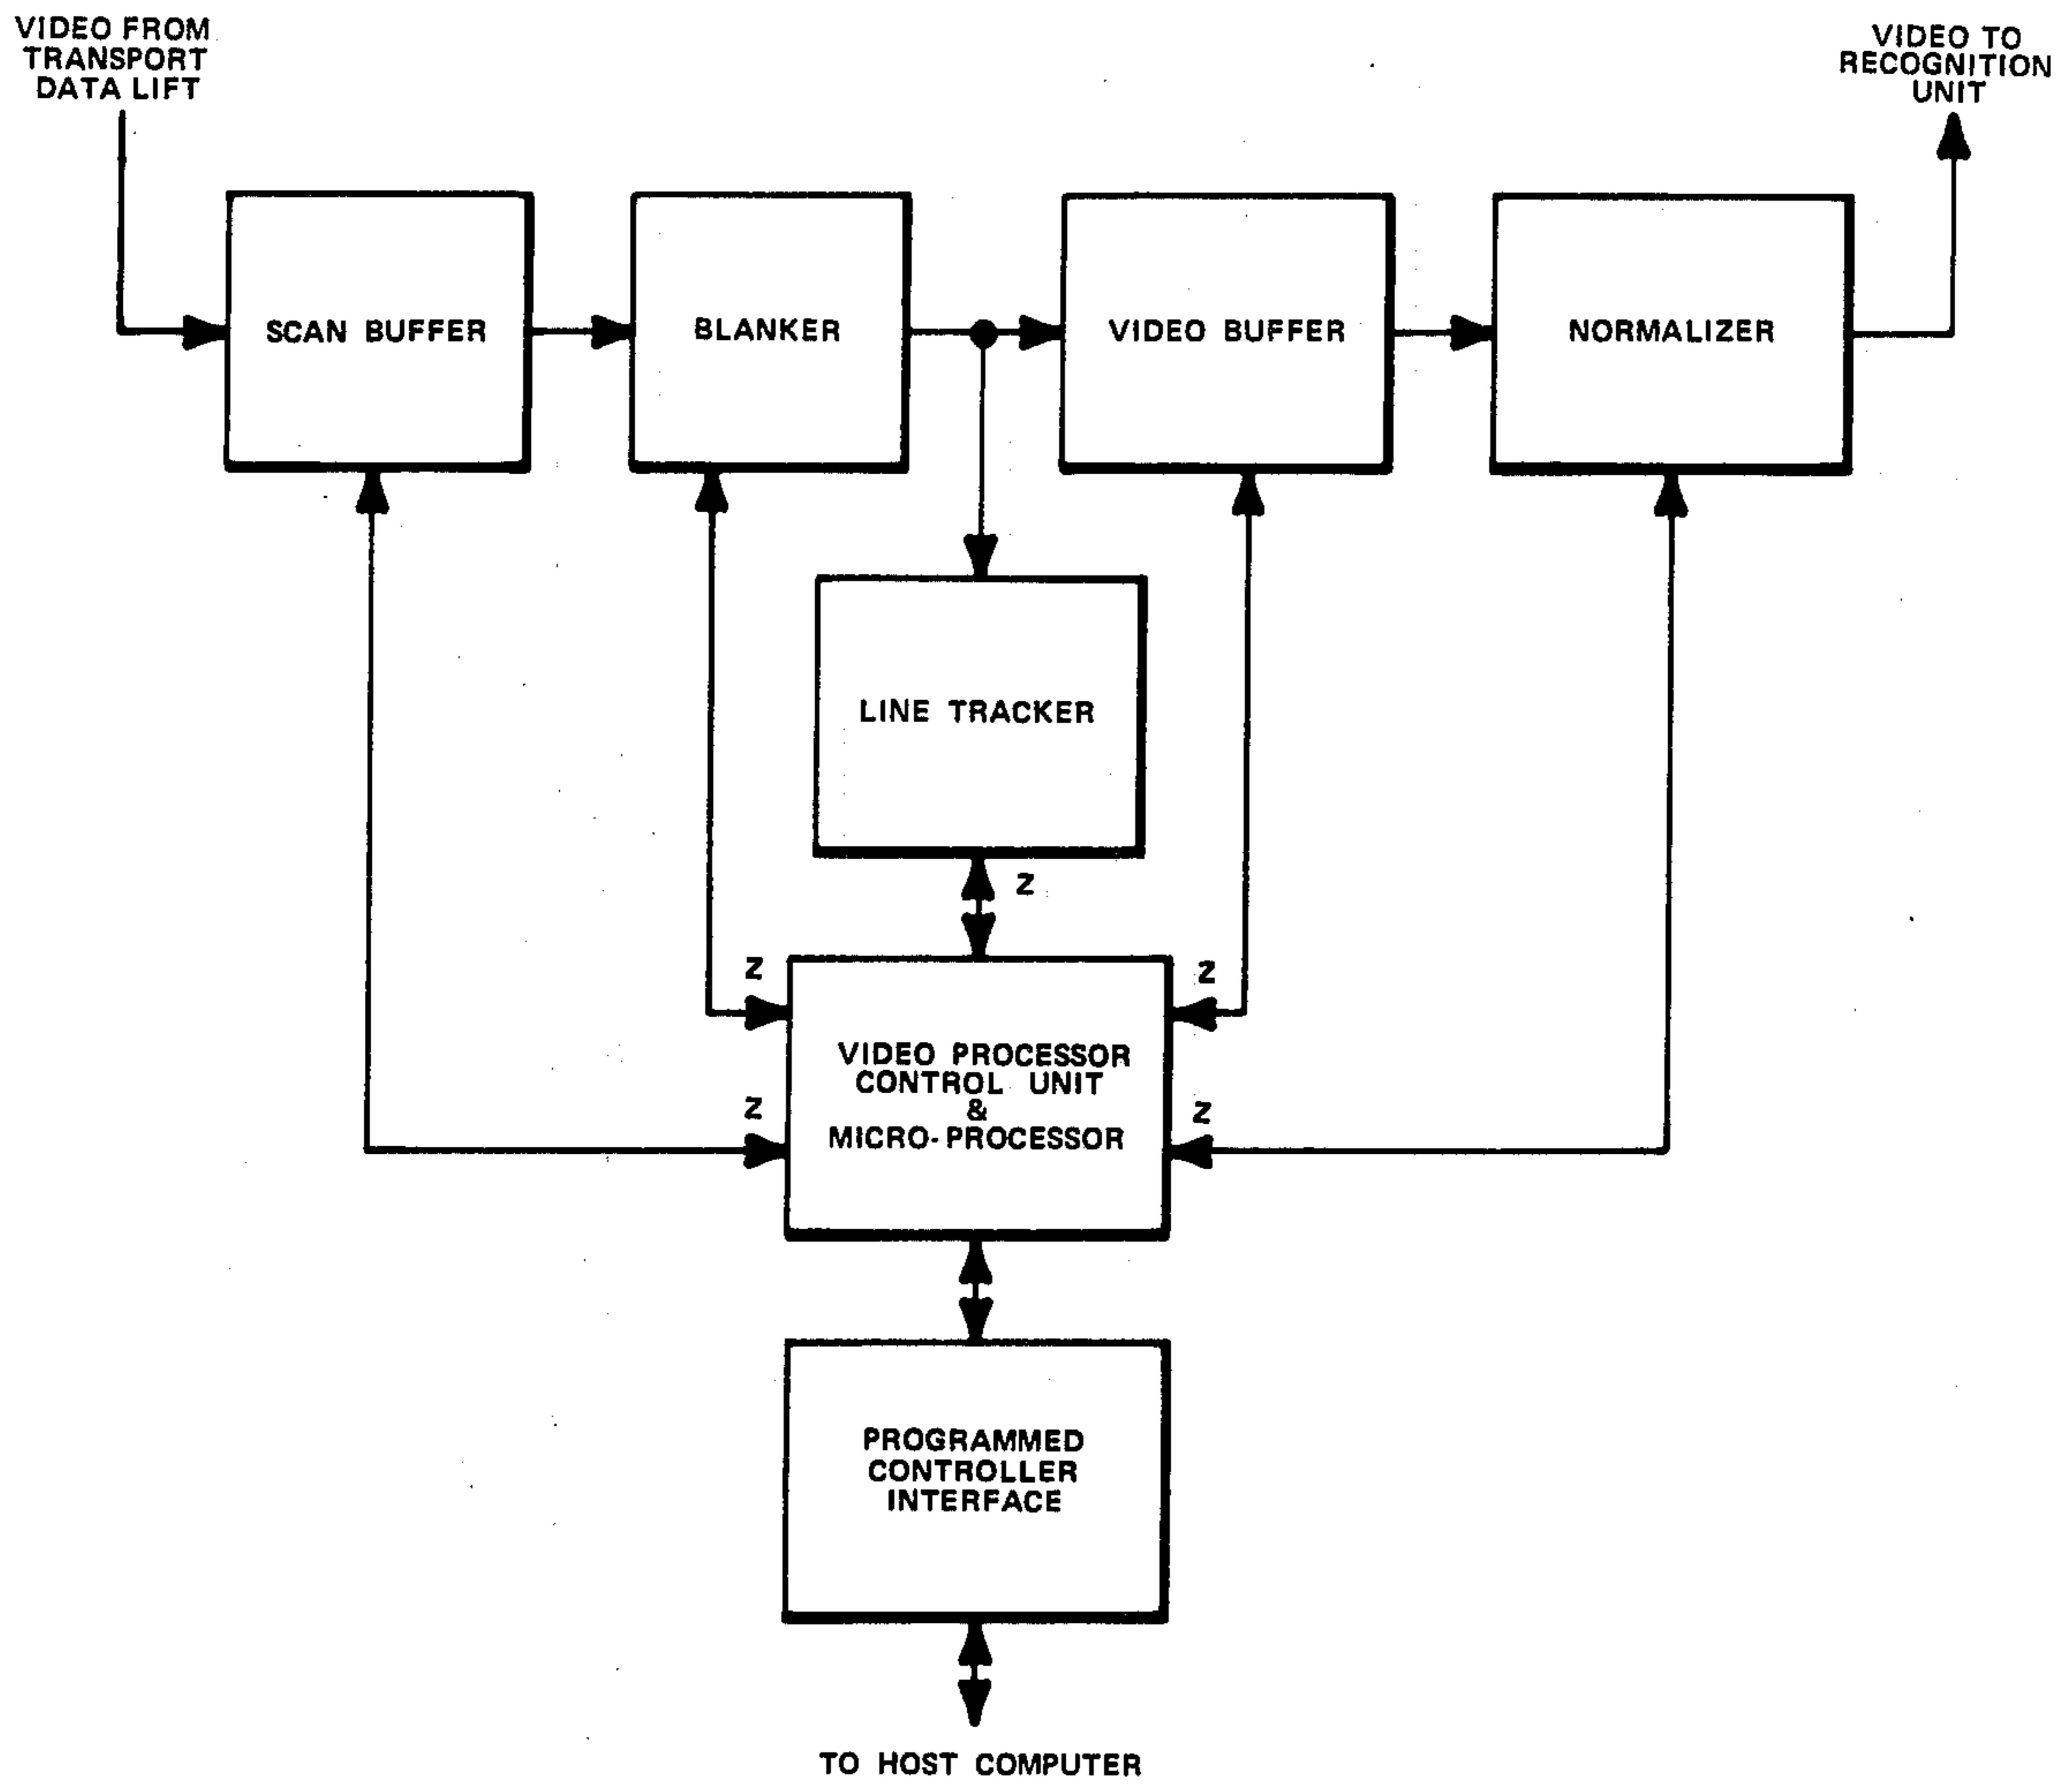 VIDEO FROM
TRANSPORT
DATA LIFT
VIDEO TO
RECOGNITION
UNIT
SCAN BUFFER
BLANKER
VIDEO BUFFER
NORMALIZER
LINE TRACKER
Z
Z
Z
VIDEO PROCESSOR
CONTROL UNIT
&
MICRO-PROCESSOR
Z
Z
PROGRAMMED
CONTROLLER
INTERFACE
TO HOST COMPUTER